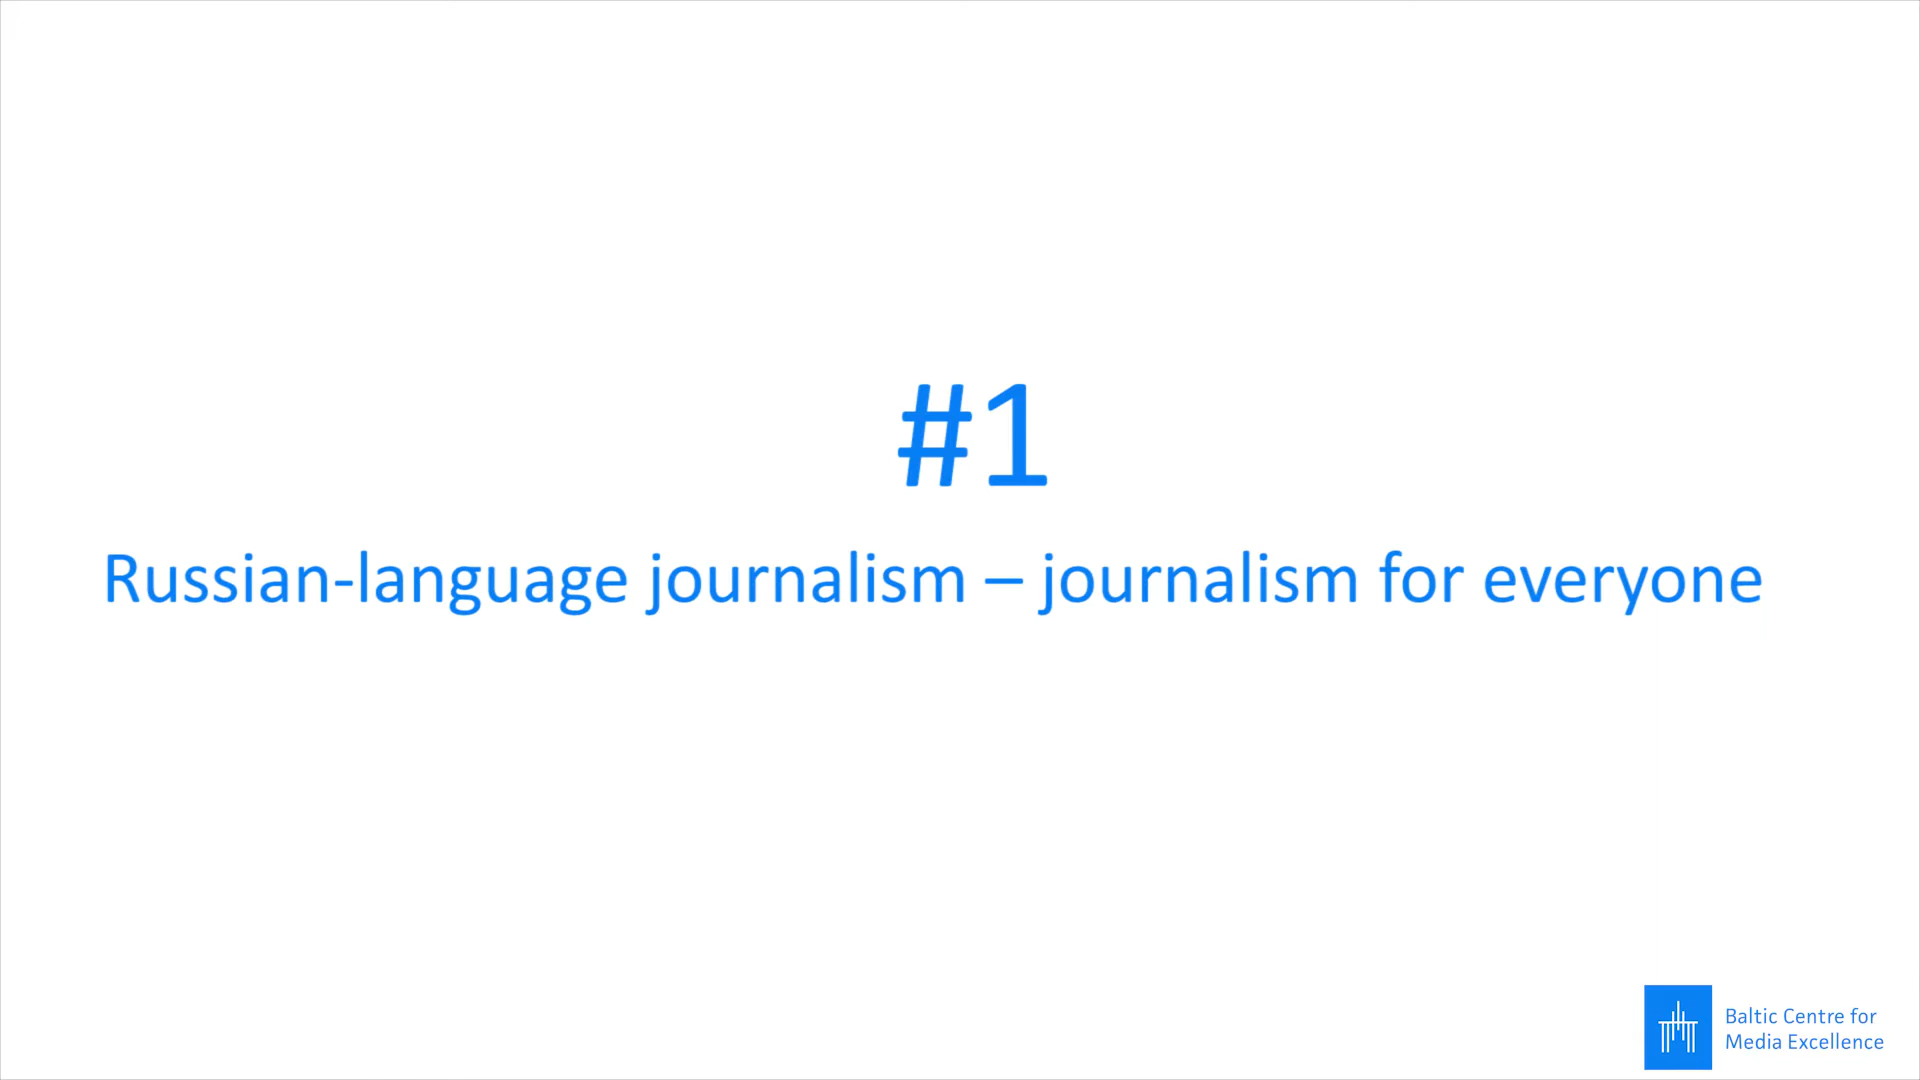 #1
Russian-language journalism – journalism for everyone
Baltic Centre for
Media Excellence